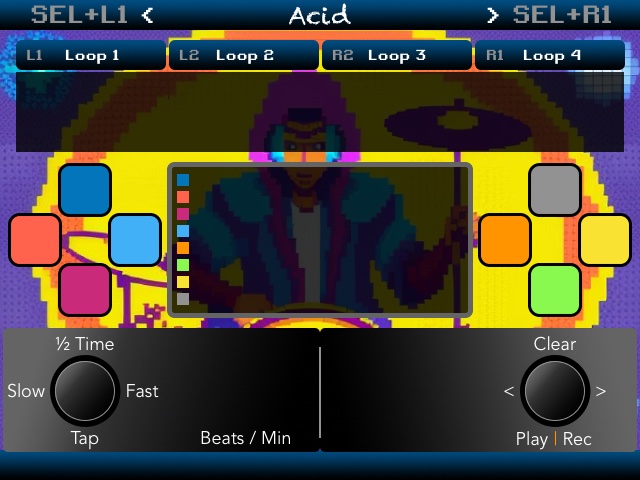 SEL+L1 < Acid > SEL+R1
L1 Loop 1 L2 Loop 2 R2 Loop 3 R1 Loop 4
½ Time Clear
Slow Fast < >
Tap Beats / Min Play | Rec